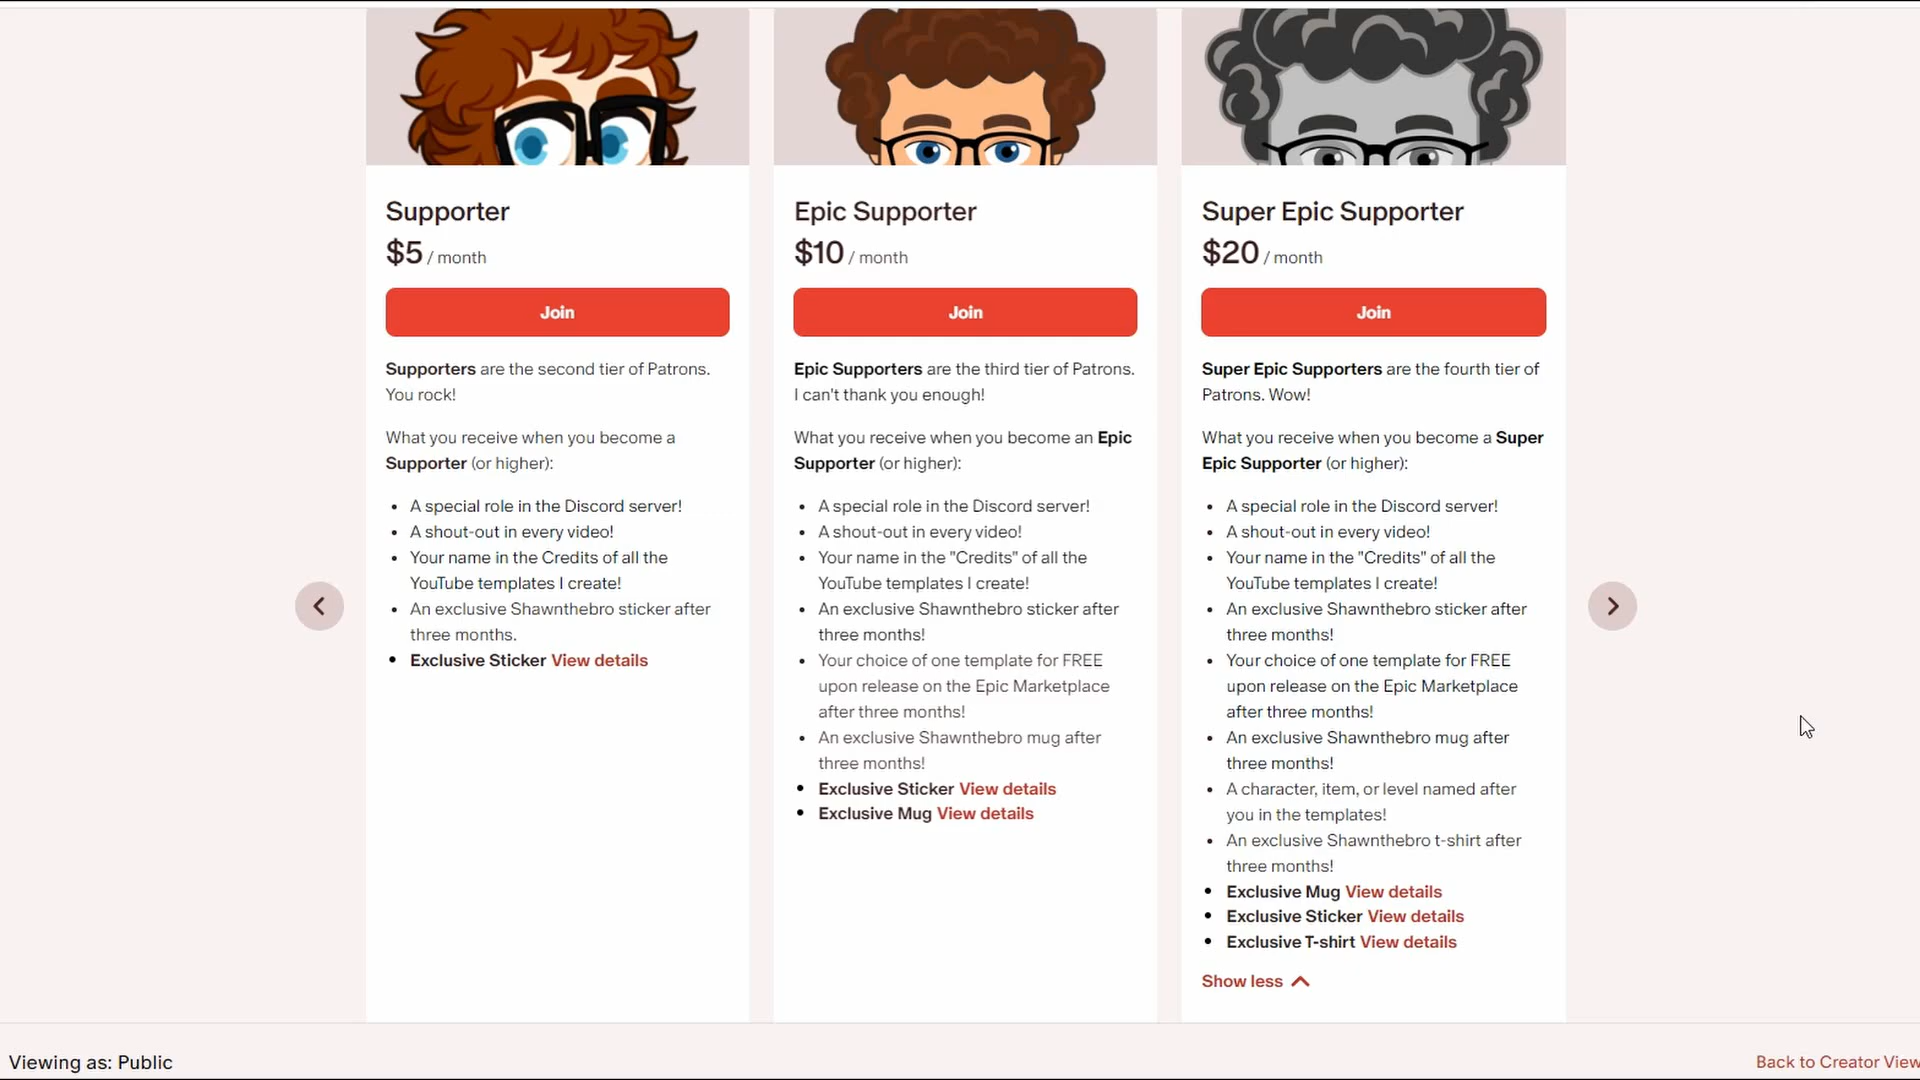 Supporter
$5 / month
Join
Supporters are the second tier of Patrons.
You rock!
What you receive when you become a
Supporter (or higher):
• A special role in the Discord server!
• A shout-out in every video!
• Your name in the Credits of all the
YouTube templates I create!
• An exclusive Shawnthebro sticker after
three months.
• Exclusive Sticker View details
Epic Supporter
$10 / month
Join
Epic Supporters are the third tier of Patrons.
I can't thank you enough!
What you receive when you become an Epic
Supporter (or higher):
• A special role in the Discord server!
• A shout-out in every video!
• Your name in the "Credits" of all the
YouTube templates I create!
• An exclusive Shawnthebro sticker after
three months!
• Your choice of one template for FREE
upon release on the Epic Marketplace
after three months!
• An exclusive Shawnthebro mug after
three months!
• Exclusive Sticker View details
• Exclusive Mug View details
Super Epic Supporter
$20 / month
Join
Super Epic Supporters are the fourth tier of
Patrons. Wow!
What you receive when you become a Super
Epic Supporter (or higher):
• A special role in the Discord server!
• A shout-out in every video!
• Your name in the "Credits" of all the
YouTube templates I create!
• An exclusive Shawnthebro sticker after
three months!
• Your choice of one template for FREE
upon release on the Epic Marketplace
after three months!
• An exclusive Shawnthebro mug after
three months!
• A character, item, or level named after
you in the templates!
• An exclusive Shawnthebro t-shirt after
three months!
• Exclusive Mug View details
• Exclusive Sticker View details
• Exclusive T-shirt View details
Show less
Viewing as: Public
Back to Creator View